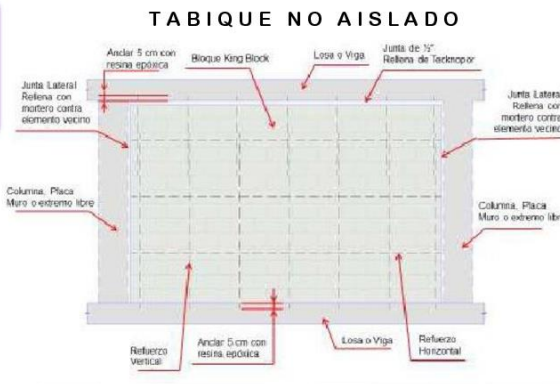 TABIQUE NO AISLADO
Anclar 5 cm con
resina epóxica
Bloque King Block
Losa o Viga
Junta de ½"
Rellena de Tecknopor
Junta Lateral
Rellena con
mortero contra
elemento vecino
Junta Latera
Rellena con
mortero contra
elemento vecino
Columna, Placa
Muro o extremo libre
Columna, Placa
Muro o extremo libr
Refuerzo
Vertical
Anclar 5 cm con
resina epóxica
Losa o Viga
Refuerzo
Horizontal